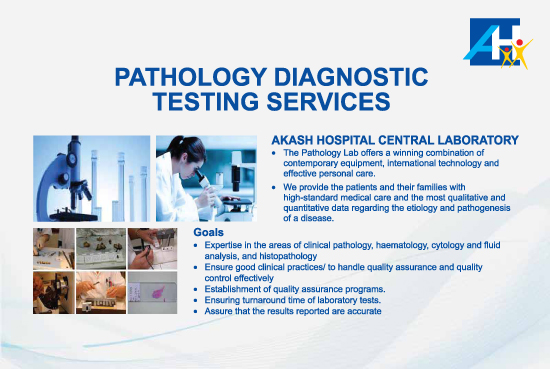 AH
PATHOLOGY DIAGNOSTIC
TESTING SERVICES
AKASH HOSPITAL CENTRAL LABORATORY
• The Pathology Lab offers a winning combination of
contemporary equipment, international technology and
effective personal care.
• We provide the patients and their families with
high-standard medical care and the most qualitative and
quantitative data regarding the etiology and pathogenesis
of a disease.
Goals
• Expertise in the areas of clinical pathology, haematology, cytology and fluid
analysis, and histopathology
• Ensure good clinical practices/ to handle quality assurance and quality
control effectively
• Establishment of quality assurance programs.
• Ensuring turnaround time of laboratory tests.
• Assure that the results reported are accurate